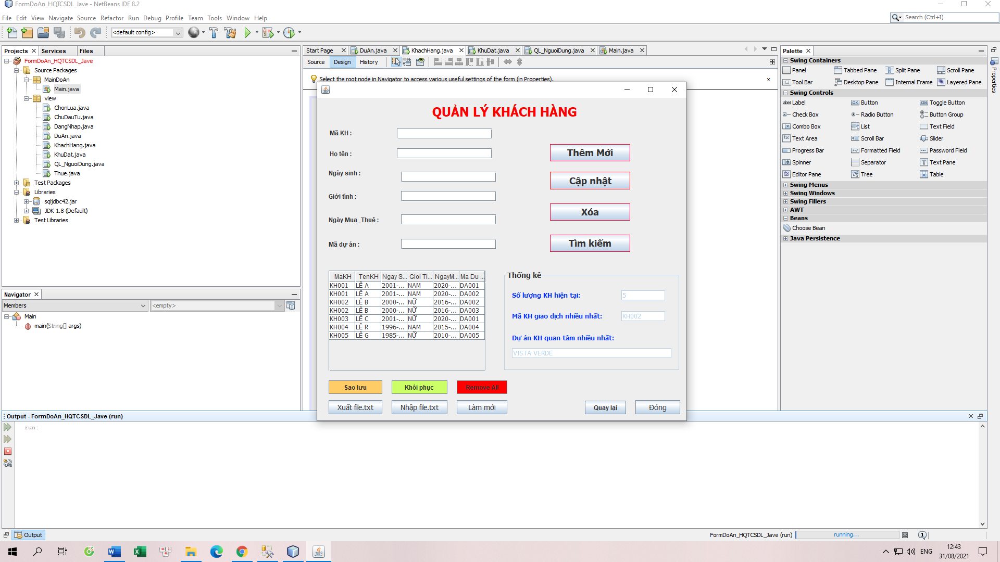 FormDoAn_HQTCSDL_Jave - NetBeans IDE 8.2
File Edit View Navigate Source Refactor Run Debug Profile Team Tools Window Help
Search (Ctrl+I)
<default config>
Projects Services Files
FormDoAn_HQTCSDL_Jave
Source Packages
MainDoAn
Main.java
view
ChonLua.java
ChuDauTu.java
DangNhap.java
DuAn.java
KhachHang.java
KhuDat.java
QL_NguoiDung.java
Thue.java
Test Packages
Libraries
sqljdbc42.jar
JDK 1.8 (Default)
Test Libraries
Navigator
Members
<empty>
Main
main(String[] args)
Start Page DuAn.java KhachHang.java KhuDat.java QL_NguoiDung.java Main.java
Source Design History
Select the root node in Navigator to access various useful settings of the form (in Properties). x
QUẢN LÝ KHÁCH HÀNG
Mã KH :
Họ tên :
Ngày sinh :
Giới tính :
Ngày Mua_Thuê :
Mã dự án :
Thêm Mới
Cập nhật
Xóa
Tìm kiếm
MaKH TenKH Ngay S... Gioi Ti... NgayM... Ma Du ...
KH001 LÊ A 2001-... NAM 2020-... DA001
KH001 LÊ A 2001-... NAM 2020-... DA002
KH002 LÊ B 2000-... NỮ 2016-... DA002
KH002 LÊ B 2000-... NỮ 2016-... DA003
KH003 LÊ C 2001-... NỮ 2020-... DA001
KH004 LÊ R 1996-... NAM 2015-... DA004
KH005 LÊ G 1985-... NỮ 2010-... DA005
Thống kê
Số lượng KH hiện tại: 5
Mã KH giao dịch nhiều nhất: KH002
Dự án KH quan tâm nhiều nhất:
VISTA VERDE
Sao lưu Khôi phục Remove All
Xuất file.txt Nhập file.txt Làm mới Quay lại Đóng
Palette
Swing Containers
Panel Tabbed Pane Split Pane Scroll Pane
Tool Bar Desktop Pane Internal Frame Layered Pane
Swing Controls
Label Button Toggle Button
Check Box Radio Button Button Group
Combo Box List Text Field
Text Area Scroll Bar Slider
Progress Bar Formatted Field Password Field
Spinner Separator Text Pane
Editor Pane Tree Table
Swing Menus
Swing Windows
Swing Fillers
AWT
Beans
Choose Bean
Java Persistence
Properties
Output - FormDoAn_HQTCSDL_Jave (run)
run:
Output
FormDoAn_HQTCSDL_Jave (run) running... 1
ENG
12:43
31/08/2021